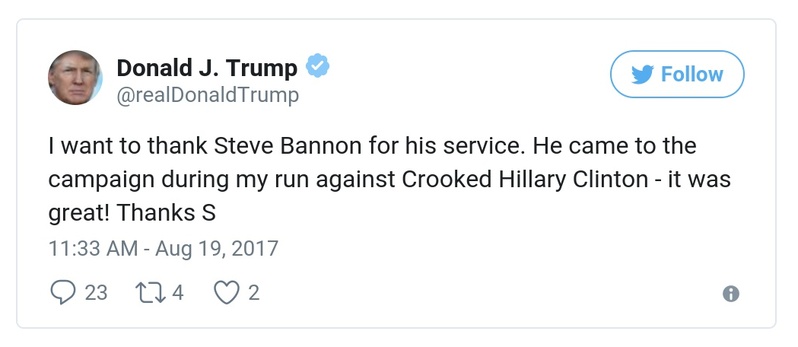 Donald J. Trump
@realDonaldTrump
Follow
I want to thank Steve Bannon for his service. He came to the
campaign during my run against Crooked Hillary Clinton - it was
great! Thanks S
11:33 AM - Aug 19, 2017
23 4 2